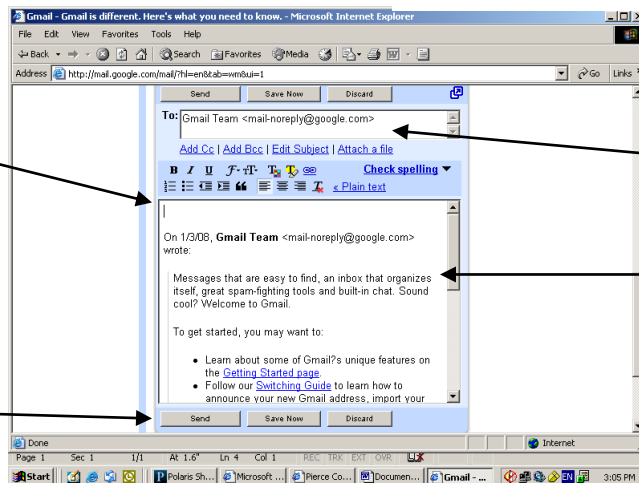 Gmail - Gmail is different. Here's what you need to know. - Microsoft Internet Explorer
File Edit View Favorites Tools Help
Back Search Favorites Media
Address http://mail.google.com/mail/?hl=en&tab=wm&ui=1 Go Links
Send Save Now Discard
To: Gmail Team <mail-noreply@google.com>
Add Cc | Add Bcc | Edit Subject | Attach a file
B I U Check spelling
« Plain text
On 1/3/08, Gmail Team <mail-noreply@google.com>
wrote:
Messages that are easy to find, an inbox that organizes
itself, great spam-fighting tools and built-in chat. Sound
cool? Welcome to Gmail.
To get started, you may want to:
• Learn about some of Gmail?s unique features on
the Getting Started page.
• Follow our Switching Guide to learn how to
announce your new Gmail address, import your
Send Save Now Discard
Done Internet
Page 1 Sec 1 1/1 At 1.6" Ln 4 Col 1 REC TRK EXT OVR
Start Polaris Sh... Microsoft ... Pierce Co... Documen... Gmail - ... EN 3:05 PM